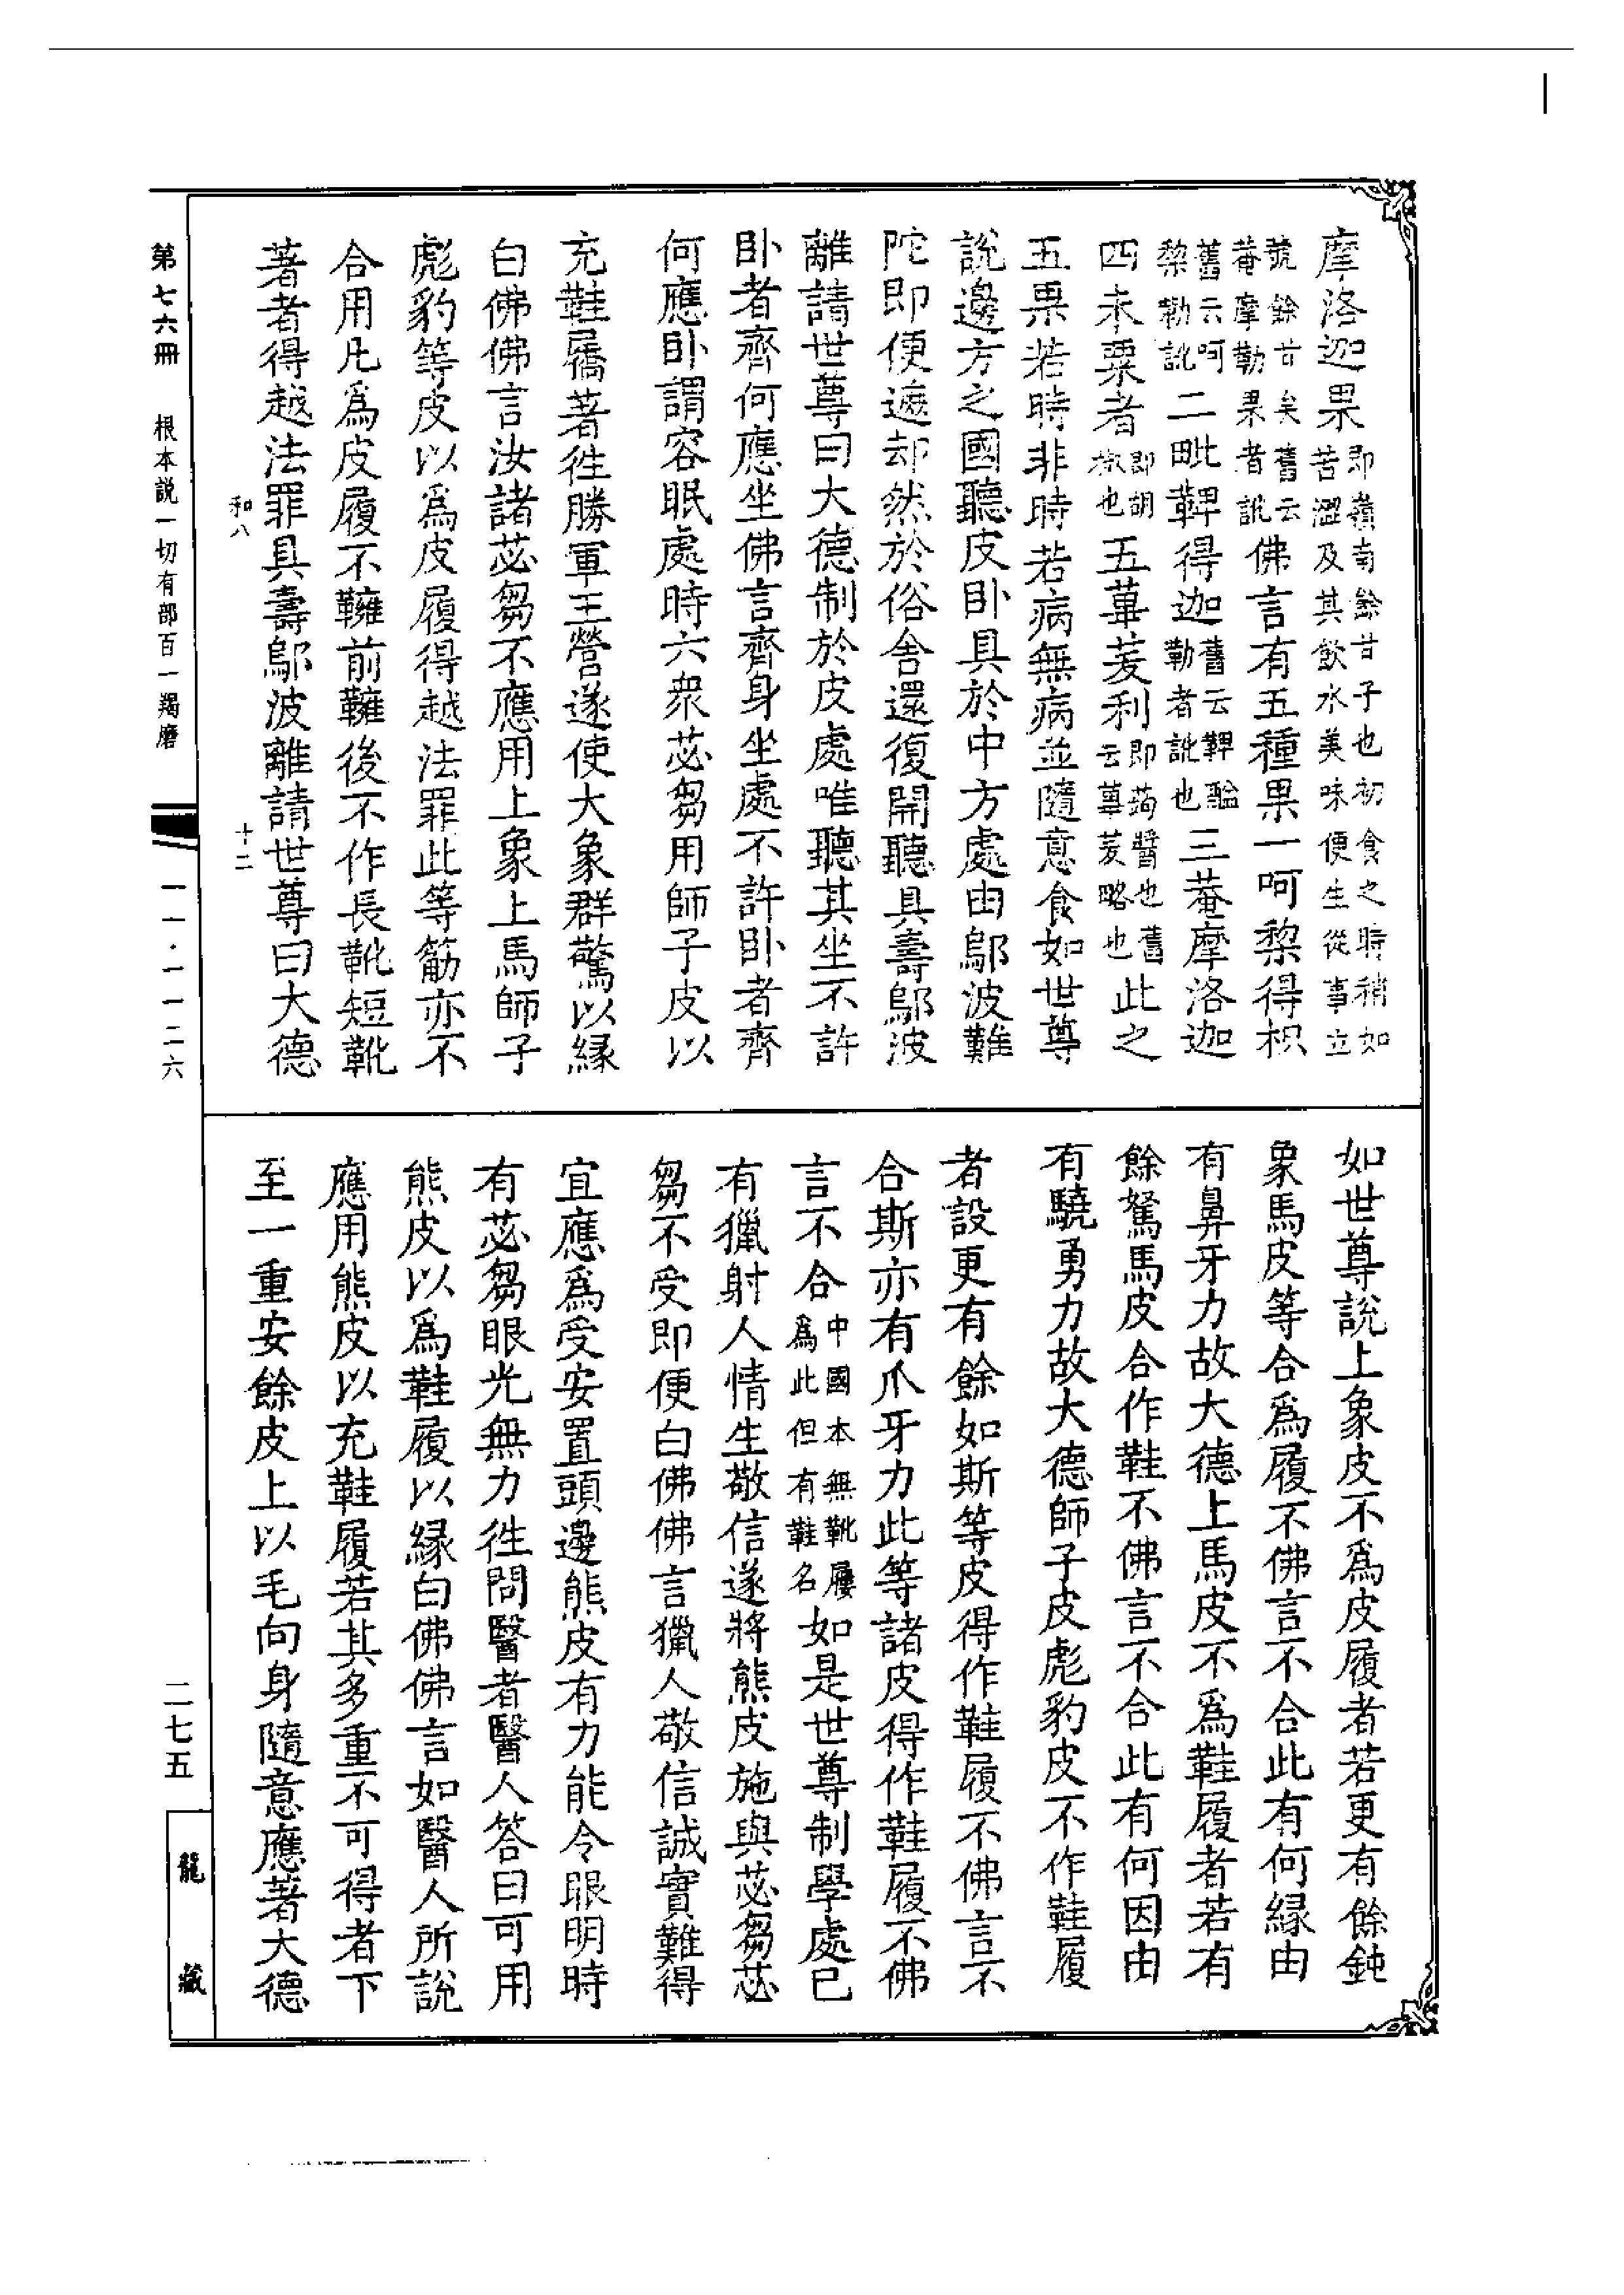 摩洛迦果即嶺南餘甘子也初食之時稍如苦澀及其飲水美味便生從事立
號餘甘矣舊云菴摩勒果者訛佛言有五種果一呵棃得枳
舊云呵棃勒訛二毗鞞得迦舊云鞞醯勒者訛也三菴摩洛迦
四末粟者即胡椒也五蓽茇利即蒟醬也舊云蓽茇略也此之
五果若時非時若病無病並隨意食如世尊
說邊方之國聽皮卧具於中方處由鄔波難
陀即便遮却然於俗舍還復開聽具壽鄔波
離請世尊曰大德制於皮處唯聽其坐不許
卧者齊何應坐佛言齊身坐處不許卧者齊
何應卧謂容眠處時六衆苾芻用師子皮以
充鞋屩著徃勝軍王營遂使大象群驚以緣
白佛佛言汝諸苾芻不應用上象上馬師子
彪豹等皮以爲皮履得越法罪此等筋亦不
合用凡爲皮履不䩺前䩺後不作長靴短靴
著者得越法罪具壽鄔波離請世尊曰大德
如世尊說上象皮不爲皮履者若更有餘鈍
象馬皮等合爲履不佛言不合此有何緣由
有鼻牙力故大德上馬皮不爲鞋履者若有
餘駑馬皮合作鞋不佛言不合此有何因由
有驍勇力故大德師子皮彪豹皮不作鞋履
者設更有餘如斯等皮得作鞋履不佛言不
合斯亦有爪牙力此等諸皮得作鞋履不佛
言不合中國本無靴屨爲此但有鞋名如是世尊制學處已
有獵射人情生敬信遂將熊皮施與苾芻苾
芻不受即便白佛佛言獵人敬信誠實難得
宜應爲受安置頭邊熊皮有力能令眼明時
有苾芻眼光無力徃問醫者醫人答曰可用
熊皮以爲鞋履以緣白佛佛言如醫人所說
應用熊皮以充鞋履若其多重不可得者下
至一重安餘皮上以毛向身隨意應著大德
和八
十二
第七六冊 根本説一切有部百一羯磨
一一·一一二六
二七五
龍藏